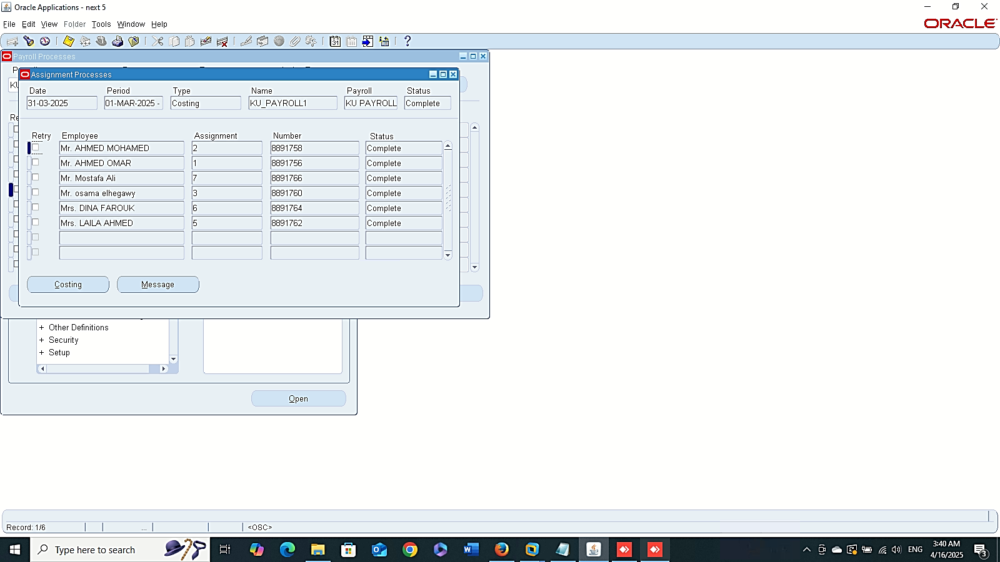 Oracle Applications - next 5
File Edit View Folder Tools Window Help
ORACLE
31
?
Payroll Processes
Assignment Processes
KU
Date Period Type Name Payroll Status
31-03-2025 01-MAR-2025 - Costing KU_PAYROLL1 KU PAYROLL Complete
Re
Retry Employee Assignment Number Status
Mr. AHMED MOHAMED 2 8891758 Complete
Mr. AHMED OMAR 1 8891756 Complete
Mr. Mostafa Ali 7 8891766 Complete
Mr. osama elhegawy 3 8891760 Complete
Mrs. DINA FAROUK 6 8891764 Complete
Mrs. LAILA AHMED 5 8891762 Complete
Costing Message
+ Other Definitions
+ Security
+ Setup
Open
Record: 1/6 ... <OSC>
Type here to search
ENG
3:40 AM
4/16/2025
3